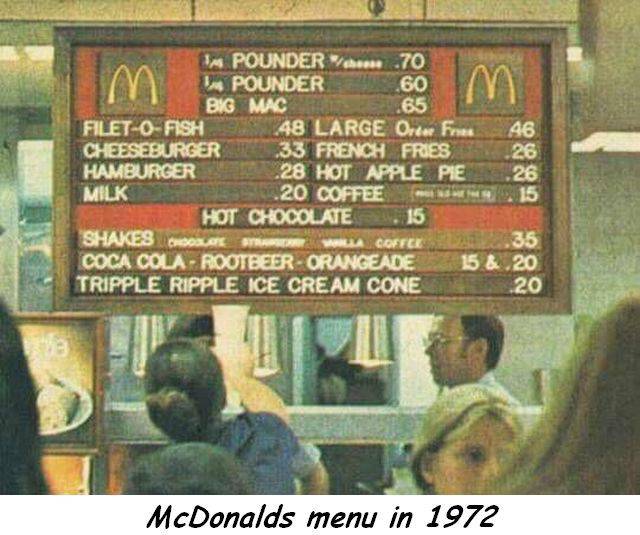 1/4 POUNDER w/cheese .70
1/4 POUNDER .60
BIG MAC .65
FILET-O-FISH .48
CHEESEBURGER .33
HAMBURGER .28
MILK .20
LARGE Order Fries 46
FRENCH FRIES .26
HOT APPLE PIE .26
COFFEE .15
HOT CHOCOLATE .15
SHAKES CHOCOLATE STRAWBERRY VANILLA COFFEE .35
COCA COLA - ROOTBEER - ORANGEADE 15 & .20
TRIPPLE RIPPLE ICE CREAM CONE .20
McDonalds menu in 1972